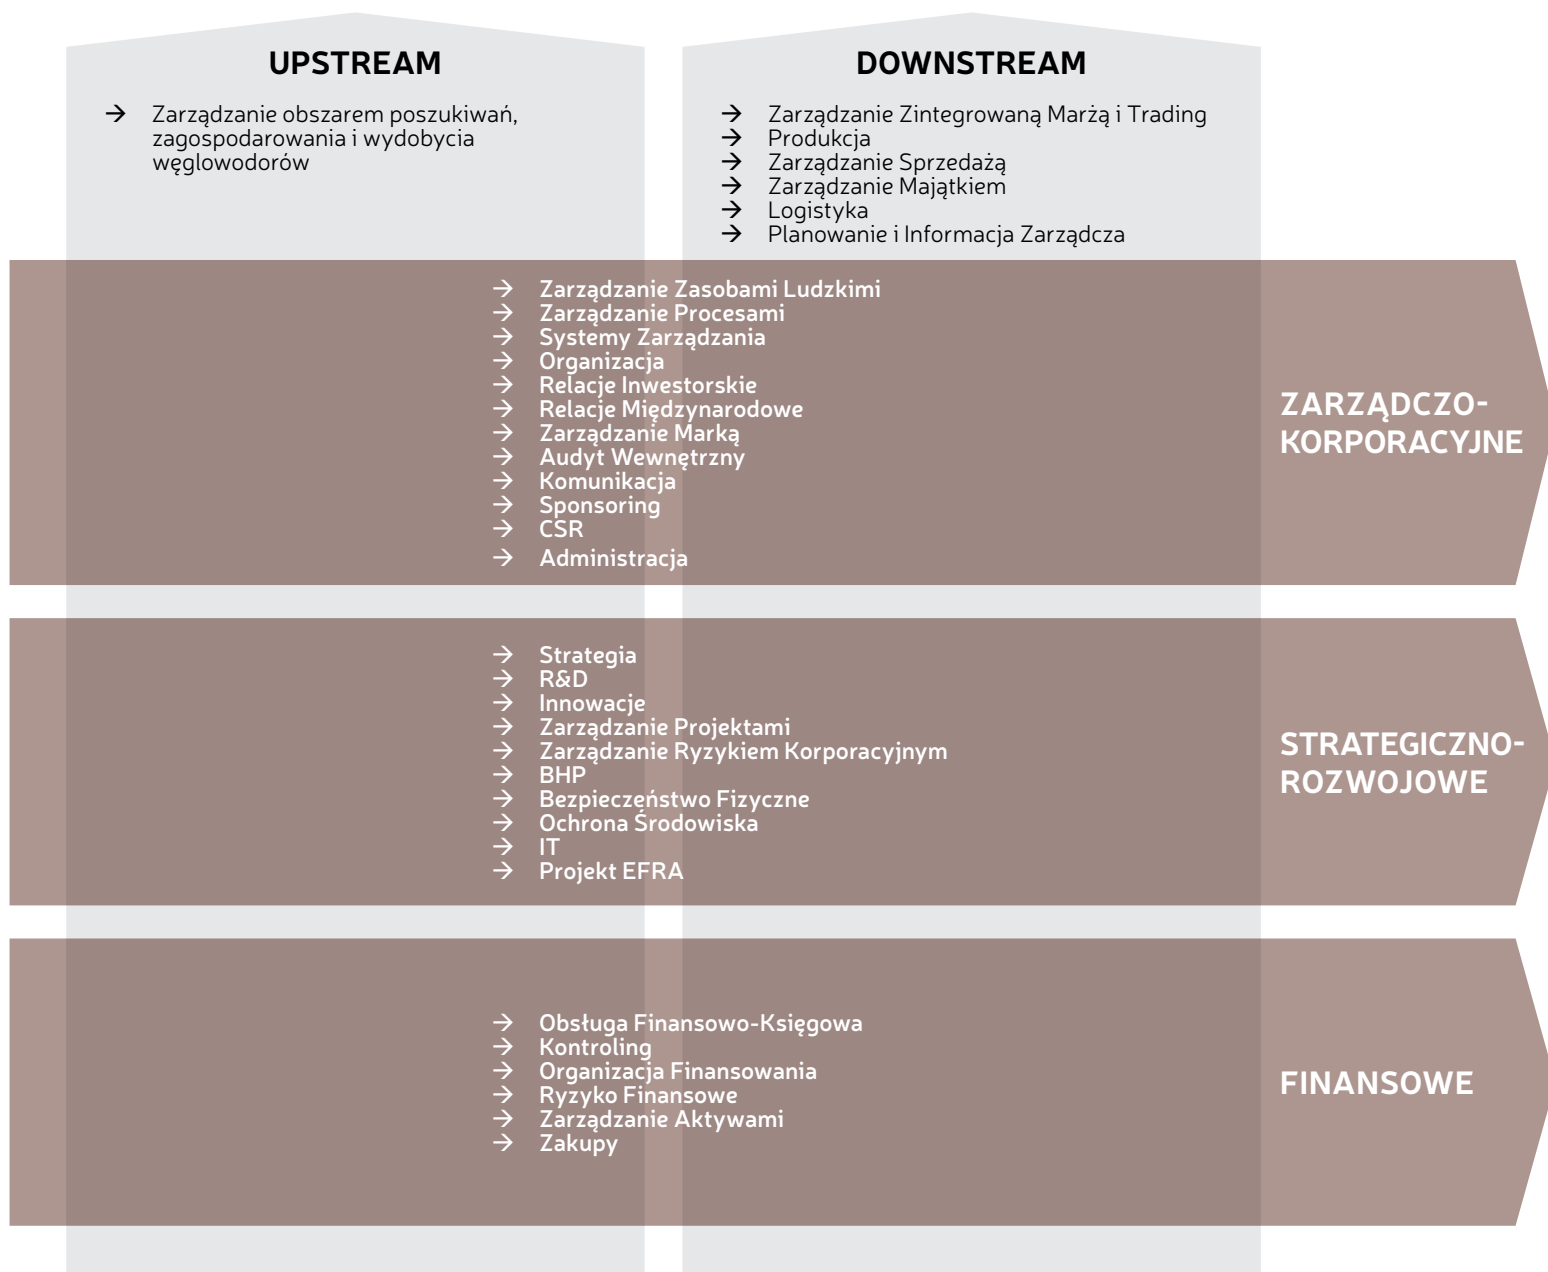 UPSTREAM
→ Zarządzanie obszarem poszukiwań,
zagospodarowania i wydobycia
węglowodorów
DOWNSTREAM
→ Zarządzanie Zintegrowaną Marżą i Trading
→ Produkcja
→ Zarządzanie Sprzedażą
→ Zarządzanie Majątkiem
→ Logistyka
→ Planowanie i Informacja Zarządcza
→ Zarządzanie Zasobami Ludzkimi
→ Zarządzanie Procesami
→ Systemy Zarządzania
→ Organizacja
→ Relacje Inwestorskie
→ Relacje Międzynarodowe
→ Zarządzanie Marką
→ Audyt Wewnętrzny
→ Komunikacja
→ Sponsoring
→ CSR
→ Administracja
ZARZĄDCZO-
KORPORACYJNE
→ Strategia
→ R&D
→ Innowacje
→ Zarządzanie Projektami
→ Zarządzanie Ryzykiem Korporacyjnym
→ BHP
→ Bezpieczeństwo Fizyczne
→ Ochrona Środowiska
→ IT
→ Projekt EFRA
STRATEGICZNO-
ROZWOJOWE
→ Obsługa Finansowo-Księgowa
→ Kontroling
→ Organizacja Finansowania
→ Ryzyko Finansowe
→ Zarządzanie Aktywami
→ Zakupy
FINANSOWE